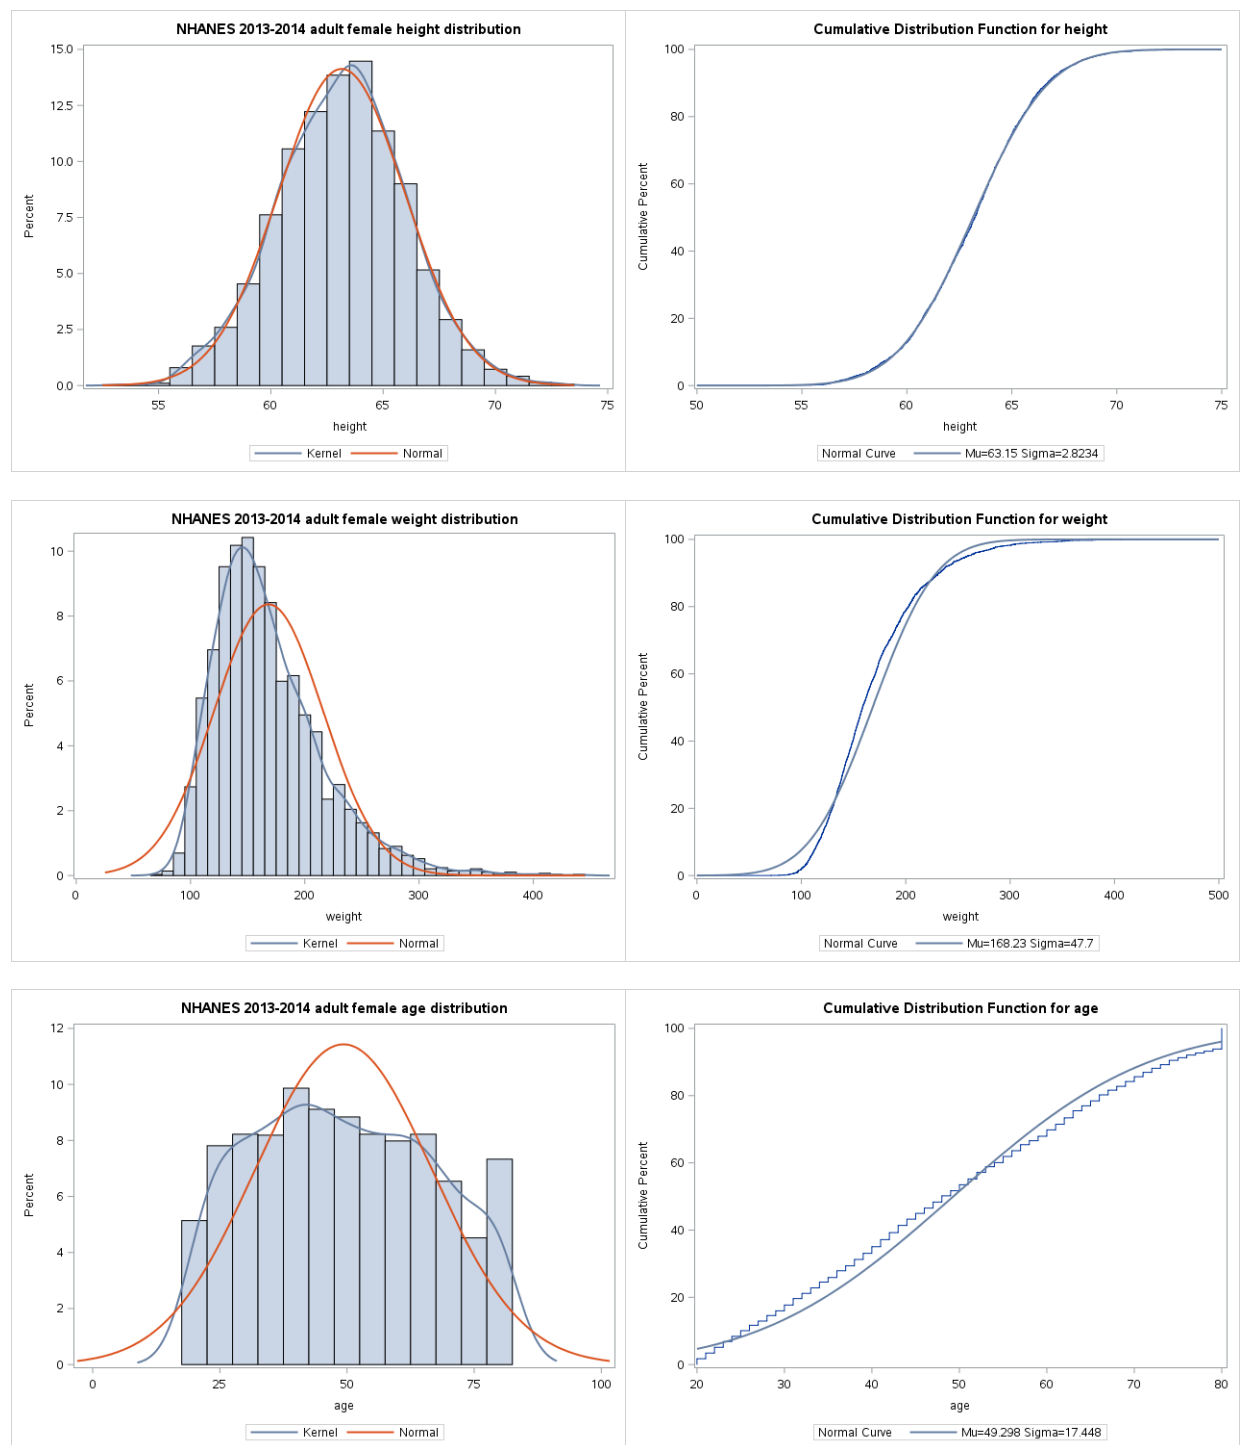 NHANES 2013-2014 adult female height distribution
15.0
12.5
10.0
7.5
5.0
2.5
0.0
Percent
55 60 65 70 75
height
Kernel Normal
Cumulative Distribution Function for height
100
80
60
40
20
0
Cumulative Percent
50 55 60 65 70 75
height
Normal Curve Mu=63.15 Sigma=2.8234
NHANES 2013-2014 adult female weight distribution
10
8
6
4
2
0
Percent
0 100 200 300 400
weight
Kernel Normal
Cumulative Distribution Function for weight
100
80
60
40
20
0
Cumulative Percent
0 100 200 300 400 500
weight
Normal Curve Mu=168.23 Sigma=47.7
NHANES 2013-2014 adult female age distribution
12
10
8
6
4
2
0
Percent
0 25 50 75 100
age
Kernel Normal
Cumulative Distribution Function for age
100
80
60
40
20
0
Cumulative Percent
20 30 40 50 60 70 80
age
Normal Curve Mu=49.298 Sigma=17.448